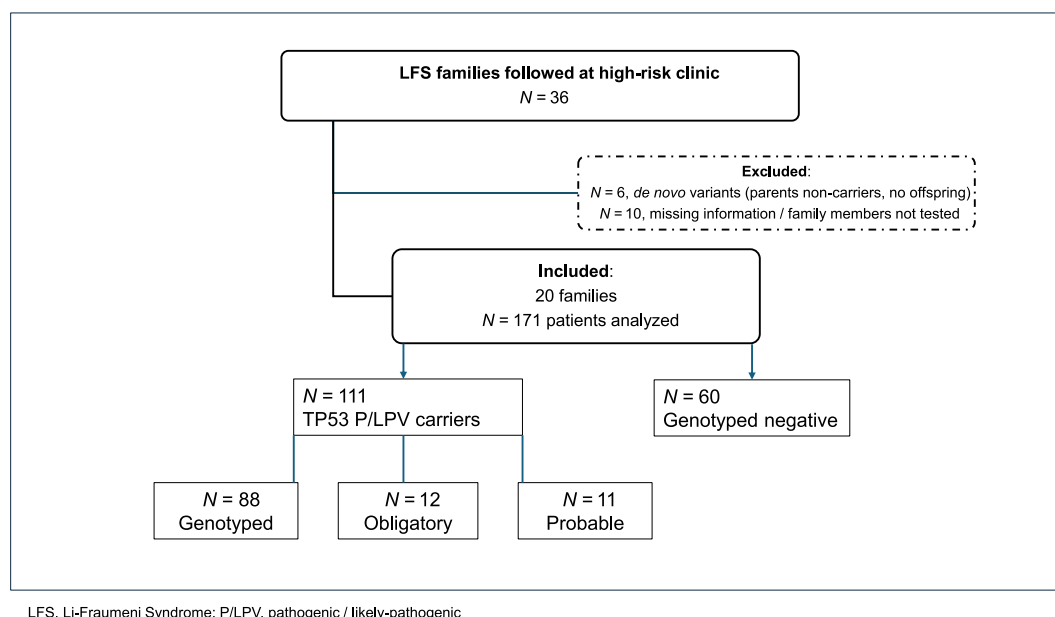 LFS families followed at high-risk clinic
N = 36
Excluded:
N = 6, de novo variants (parents non-carriers, no offspring)
N = 10, missing information / family members not tested
Included:
20 families
N = 171 patients analyzed
N = 111
TP53 P/LPV carriers
N = 60
Genotyped negative
N = 88
Genotyped
N = 12
Obligatory
N = 11
Probable
LFS, Li-Fraumeni Syndrome; P/LPV, pathogenic / likely-pathogenic